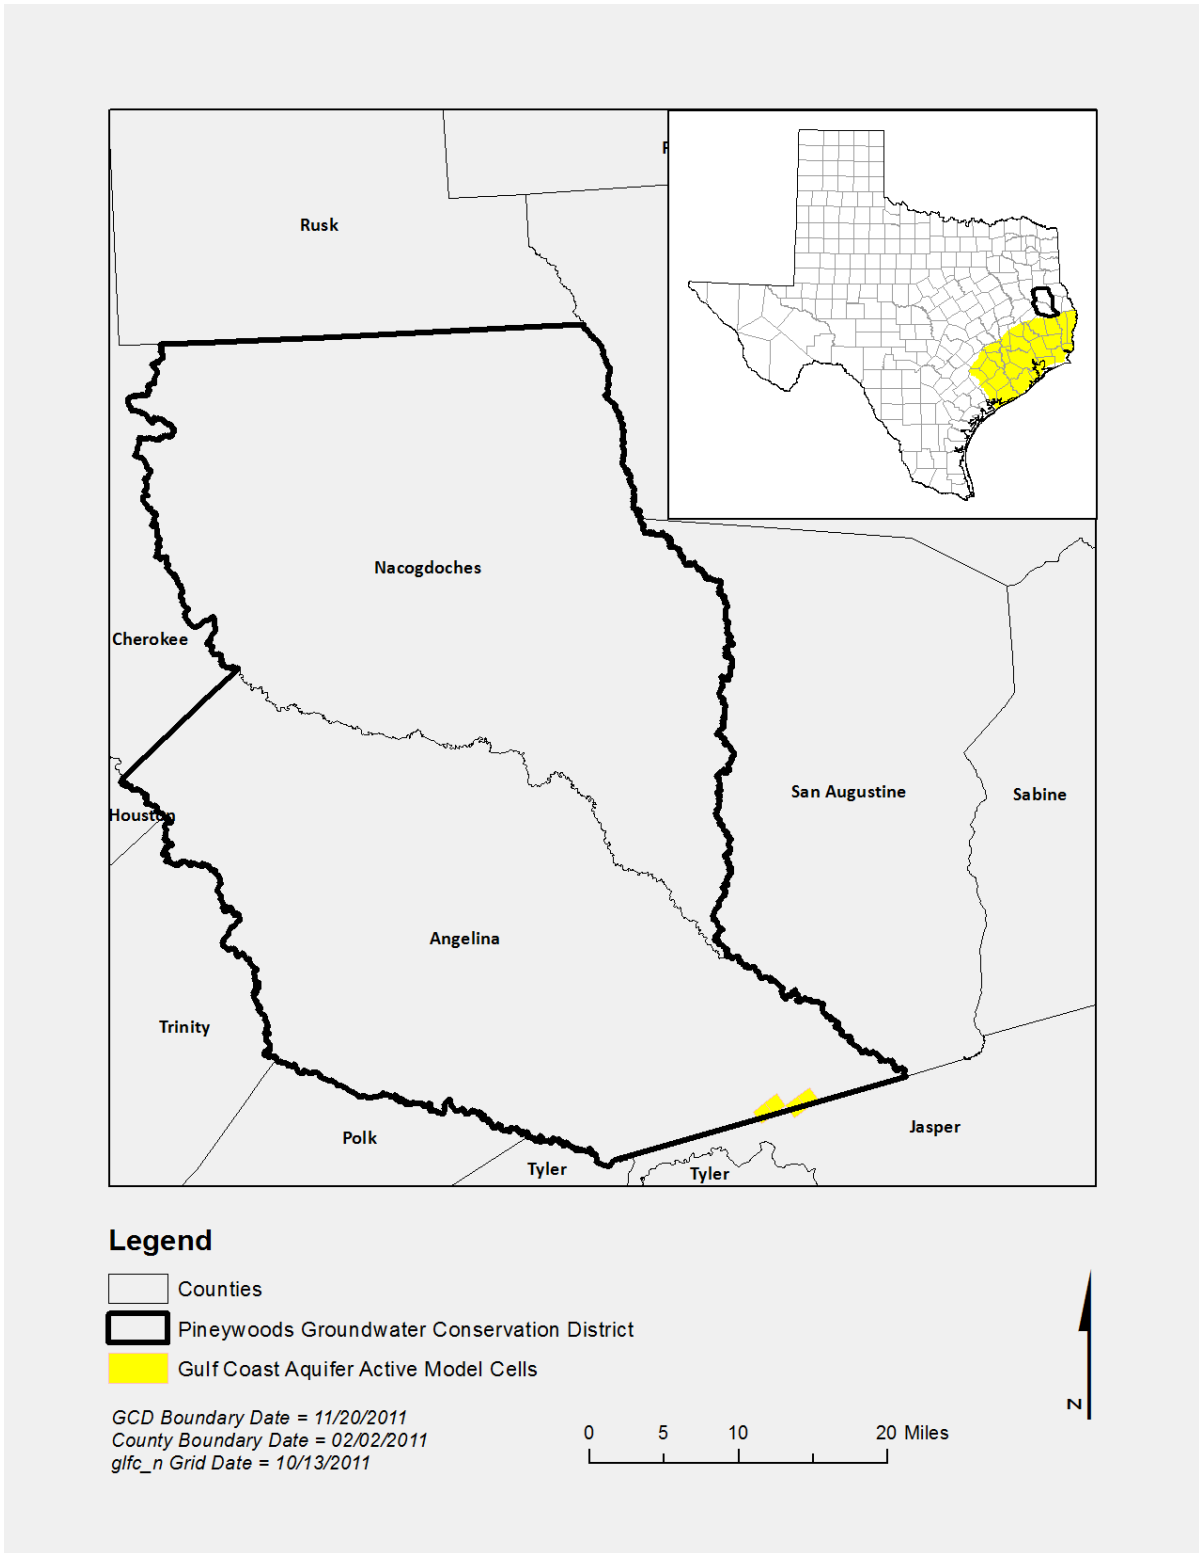 Rusk
Nacogdoches
Cherokee
Houston
San Augustine
Sabine
Angelina
Trinity
Polk
Tyler
Tyler
Jasper
Legend
Counties
Pineywoods Groundwater Conservation District
Gulf Coast Aquifer Active Model Cells
GCD Boundary Date = 11/20/2011
County Boundary Date = 02/02/2011
glfc_n Grid Date = 10/13/2011
0 5 10 20 Miles
N